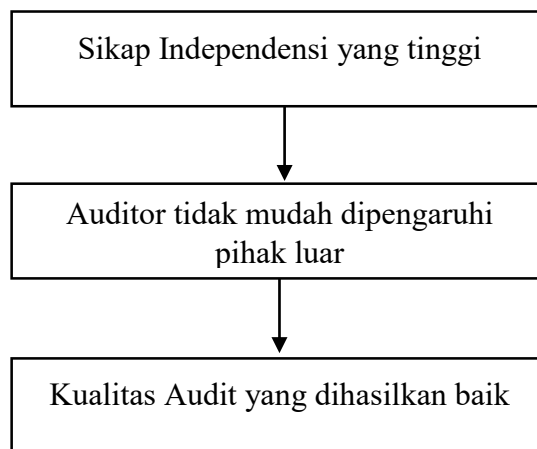 Sikap Independensi yang tinggi
Auditor tidak mudah dipengaruhi
pihak luar
Kualitas Audit yang dihasilkan baik